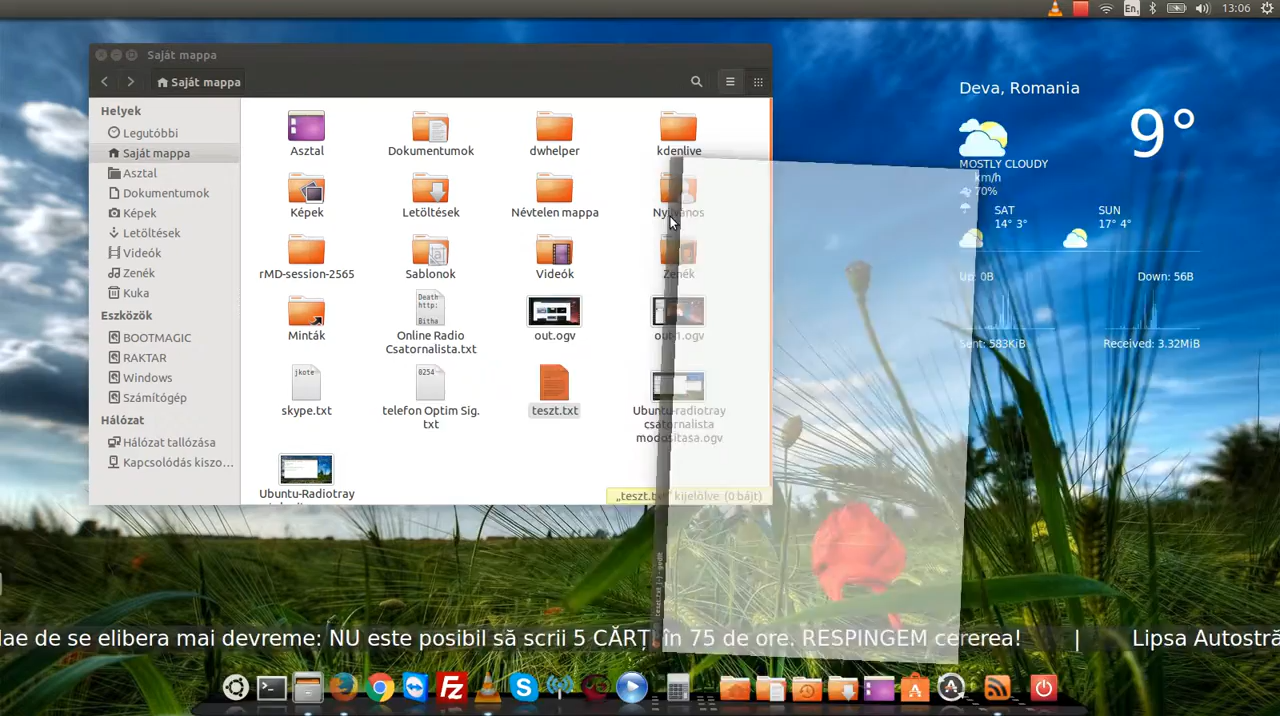 En₁
13:06
Saját mappa
Saját mappa
Helyek
Legutóbbi
Saját mappa
Asztal
Dokumentumok
Képek
Letöltések
Videók
Zenék
Kuka
Eszközök
BOOTMAGIC
RAKTAR
Windows
Számítógép
Hálózat
Hálózat tallózása
Kapcsolódás kiszo...
Asztal
Dokumentumok
dwhelper
kdenlive
Képek
Letöltések
Névtelen mappa
Nyilvános
rMD-session-2565
Sablonok
Videók
Zenék
Minták
Death
http:
Bitha
Online Radio
Csatornalista.txt
out.ogv
out-1.ogv
jkote
skype.txt
0254
telefon Optim Sig.
txt
teszt.txt
Ubuntu-radiotray
csatornalista
modositasa.ogv
Ubuntu-Radiotray
„teszt.txt” kijelölve (0 bájt)
Deva, Romania
9°
MOSTLY CLOUDY
km/h
70%
SAT
14° 3°
SUN
17° 4°
Up: 0B
Down: 56B
Sent: 583KiB
Received: 3.32MiB
lae de se elibera mai devreme: NU este posibil să scrii 5 CĂRȚI în 75 de ore. RESPINGEM cererea! | Lipsa Autostră